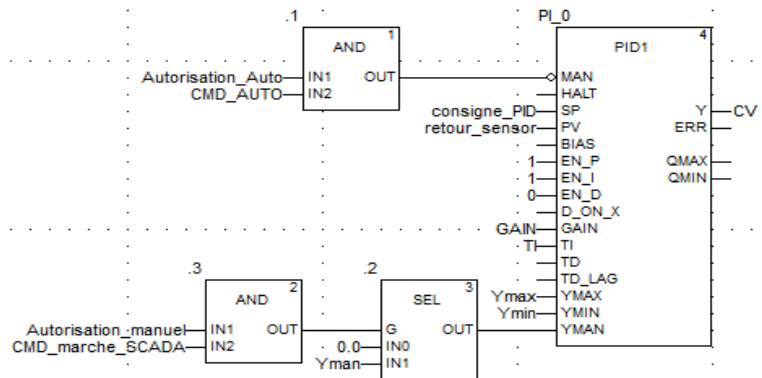 .1
PI_0
1
4
AND
PID1
Autorisation_Auto IN1 OUT MAN
CMD_AUTO IN2 HALT
consigne_PID SP Y CV
retour_sensor PV ERR
BIAS
1 EN_P QMAX
1 EN_I QMIN
0 EN_D
D_ON_X
GAIN GAIN
TI TI
TD
.3 .2 TD_LAG
2 3
AND SEL
Ymax YMAX
Ymin YMIN
Autorisation_manuel IN1 OUT G OUT YMAN
CMD_marche_SCADA IN2 0.0 IN0
Yman IN1